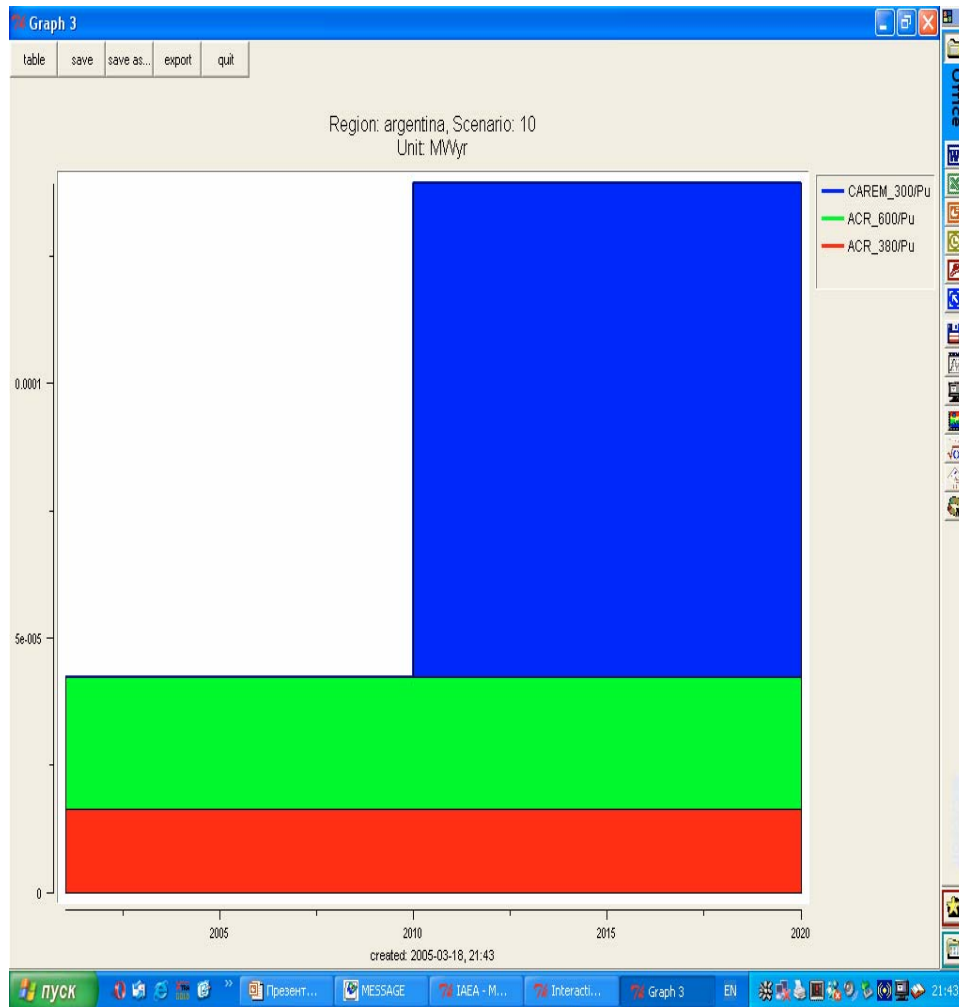 Graph 3
table save save as... export quit
Region: argentina, Scenario: 10
Unit: MWyr
CAREM_300/Pu
ACR_600/Pu
ACR_380/Pu
Office
0.0001
5e-005
0
2005 2010 2015 2020
created: 2005-03-18, 21:43
пуск » Презент... MESSAGE IAEA - M... Interacti... Graph 3 EN 21:43